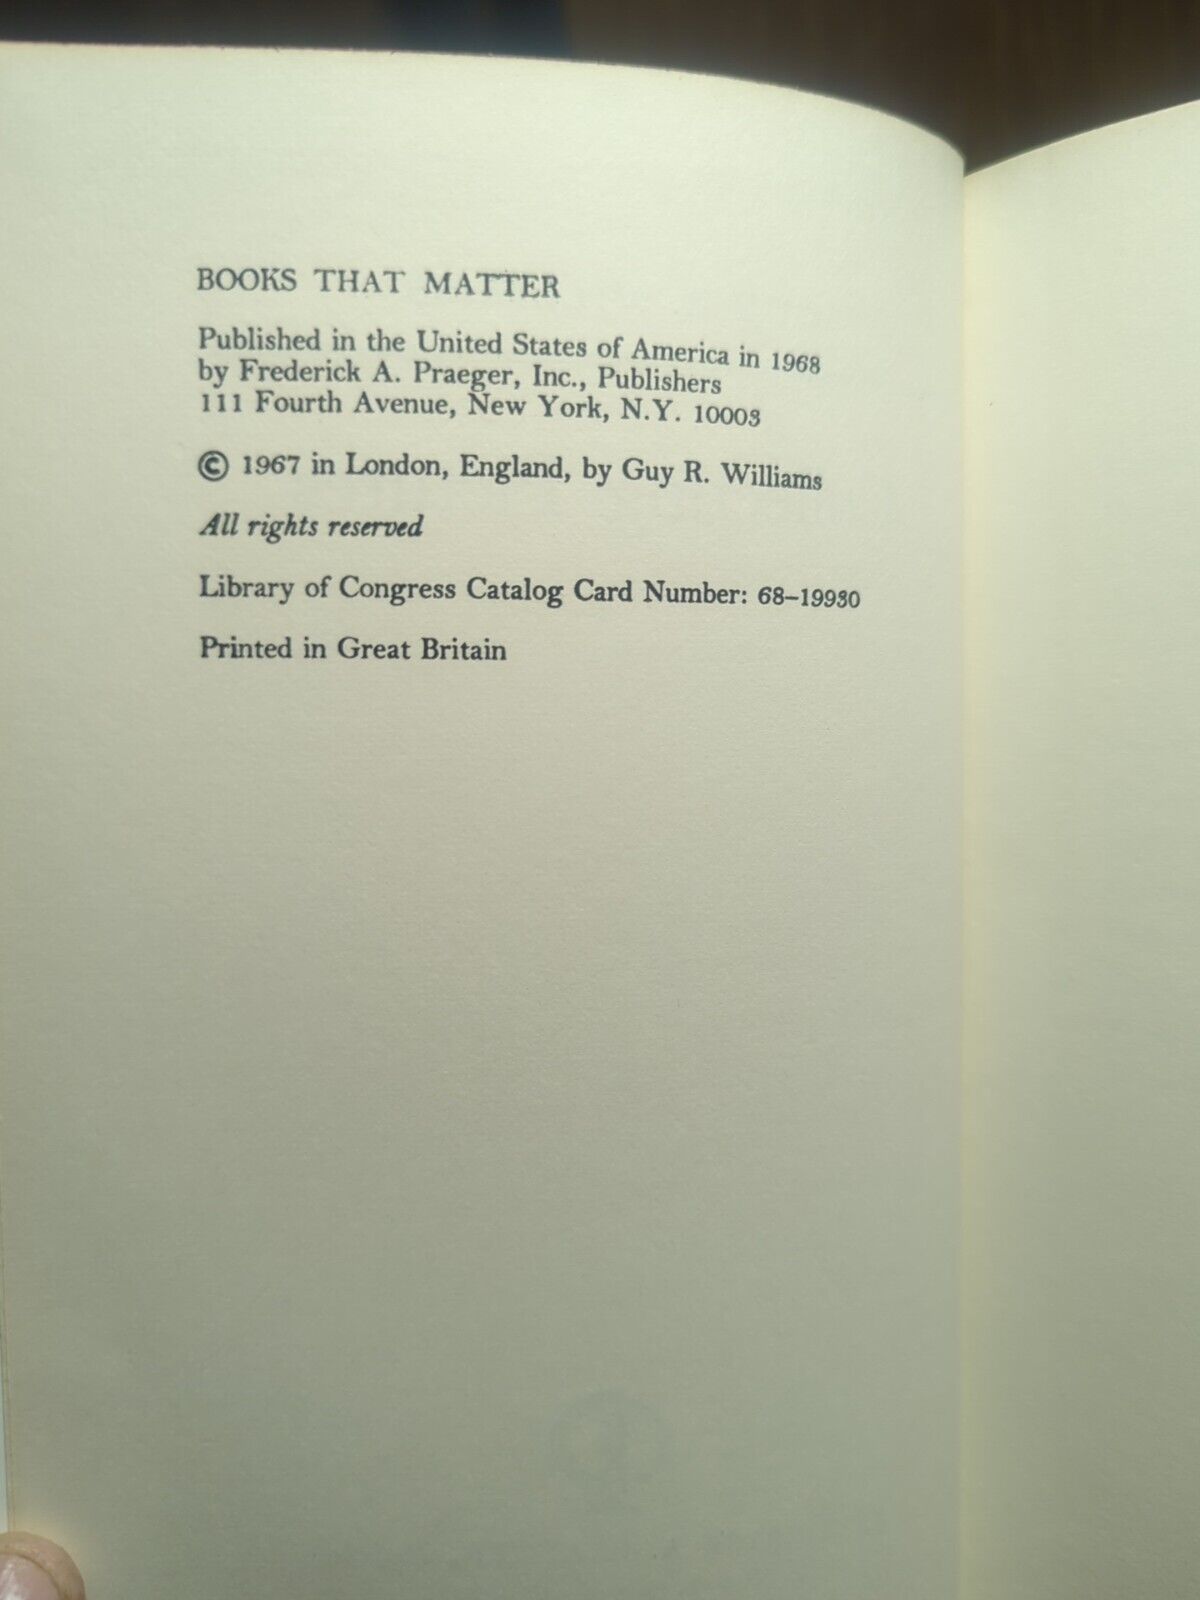 BOOKS THAT MATTER
Published in the United States of America in 1968
by Frederick A. Praeger, Inc., Publishers
111 Fourth Avenue, New York, N.Y. 10003
© 1967 in London, England, by Guy R. Williams
All rights reserved
Library of Congress Catalog Card Number: 68–19930
Printed in Great Britain